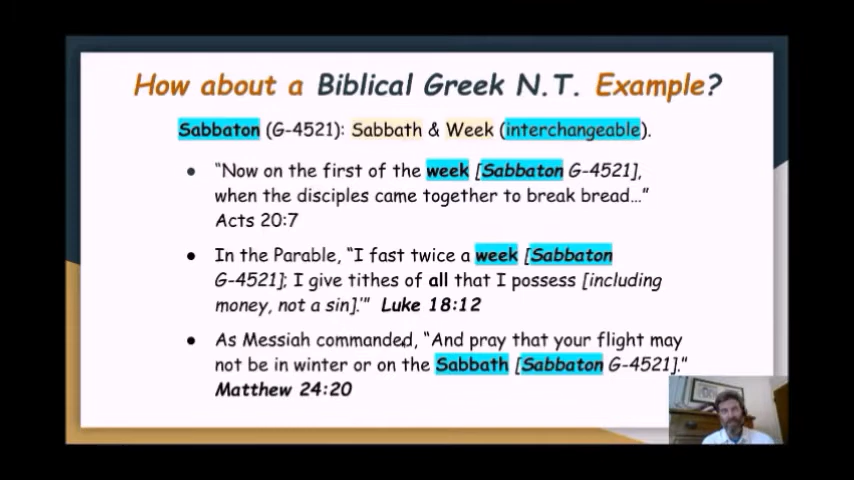 How about a Biblical Greek N.T. Example?
Sabbaton (G-4521): Sabbath & Week (interchangeable).
● "Now on the first of the week [Sabbaton G-4521],
when the disciples came together to break bread…"
Acts 20:7
● In the Parable, "I fast twice a week [Sabbaton
G-4521]; I give tithes of all that I possess [including
money, not a sin].'" Luke 18:12
● As Messiah commanded, "And pray that your flight may
not be in winter or on the Sabbath [Sabbaton G-4521]."
Matthew 24:20